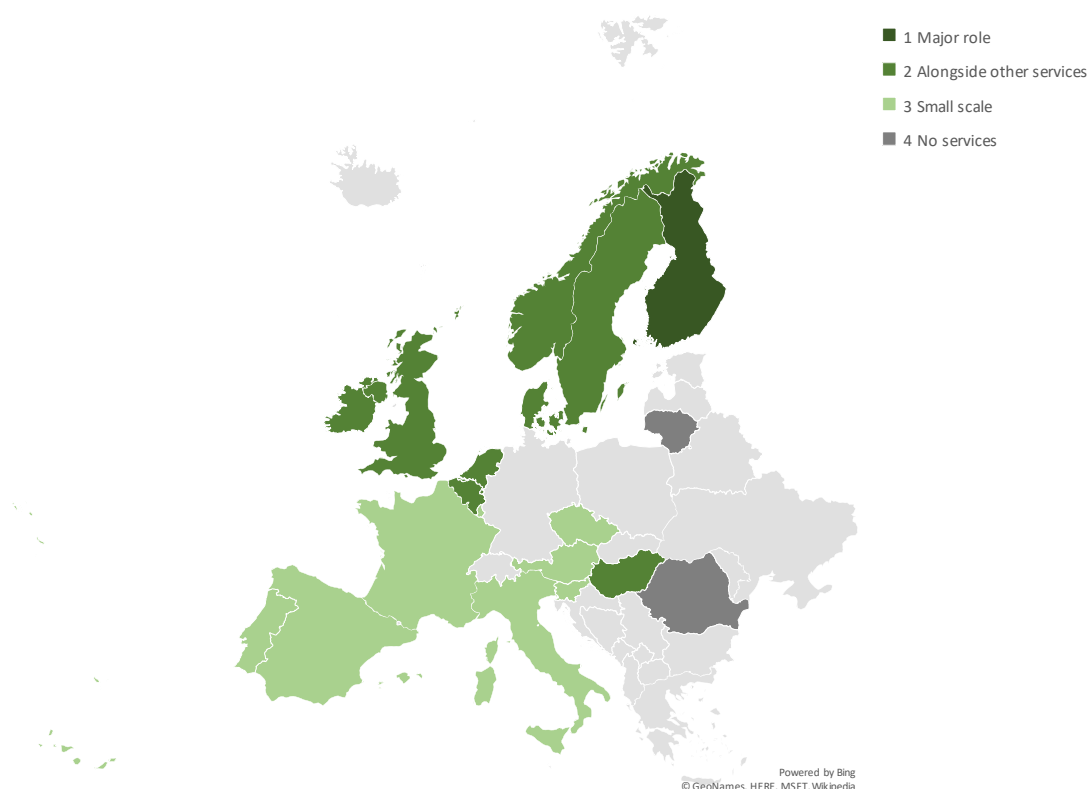 1 Major role
2 Alongside other services
3 Small scale
4 No services
Powered by Bing
© GeoNames, HERE, MSFT, Wikipedia